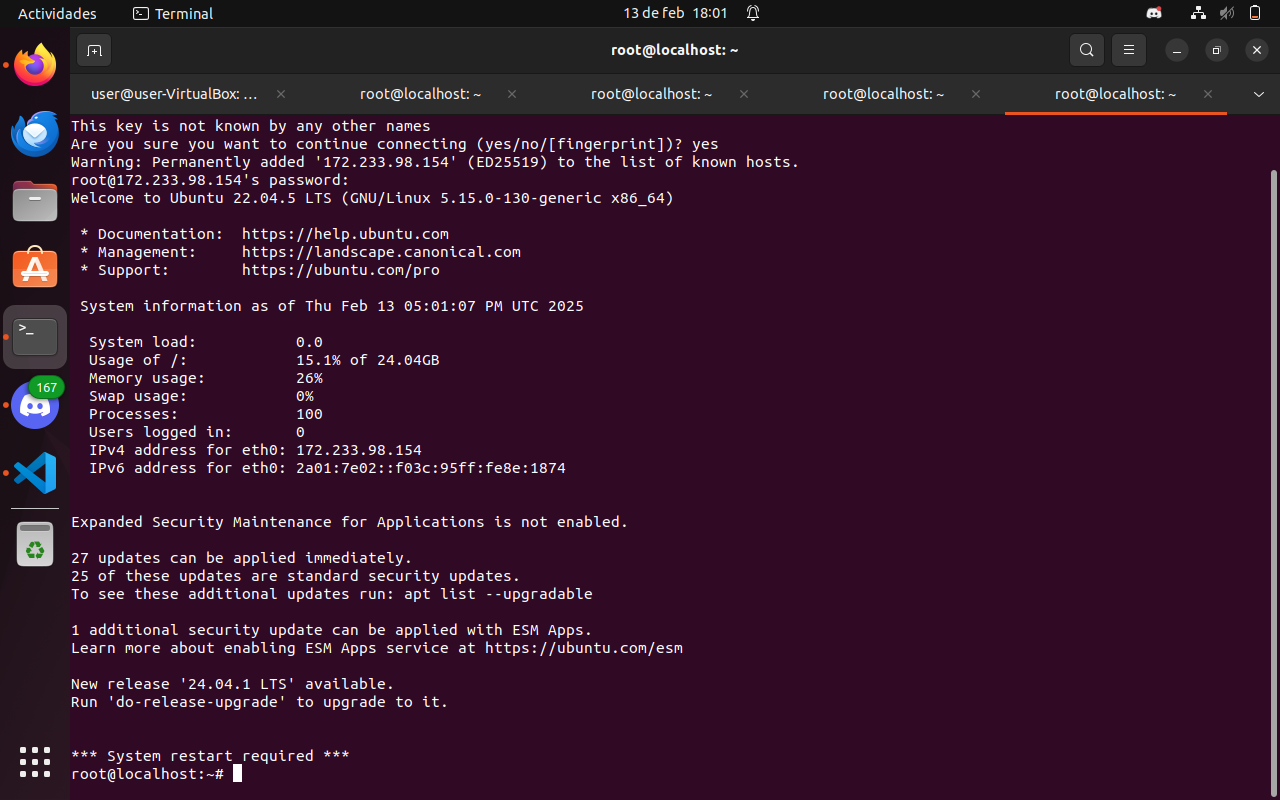 Actividades Terminal 13 de feb 18:01
root@localhost: ~
user@user-VirtualBox: ... root@localhost: ~ root@localhost: ~ root@localhost: ~ root@localhost: ~
This key is not known by any other names
Are you sure you want to continue connecting (yes/no/[fingerprint])? yes
Warning: Permanently added '172.233.98.154' (ED25519) to the list of known hosts.
root@172.233.98.154's password:
Welcome to Ubuntu 22.04.5 LTS (GNU/Linux 5.15.0-130-generic x86_64)
* Documentation: https://help.ubuntu.com
* Management: https://landscape.canonical.com
* Support: https://ubuntu.com/pro
System information as of Thu Feb 13 05:01:07 PM UTC 2025
System load: 0.0
Usage of /: 15.1% of 24.04GB
Memory usage: 26%
Swap usage: 0%
Processes: 100
Users logged in: 0
IPv4 address for eth0: 172.233.98.154
IPv6 address for eth0: 2a01:7e02::f03c:95ff:fe8e:1874
Expanded Security Maintenance for Applications is not enabled.
27 updates can be applied immediately.
25 of these updates are standard security updates.
To see these additional updates run: apt list --upgradable
1 additional security update can be applied with ESM Apps.
Learn more about enabling ESM Apps service at https://ubuntu.com/esm
New release '24.04.1 LTS' available.
Run 'do-release-upgrade' to upgrade to it.
*** System restart required ***
root@localhost:~#
>_
167